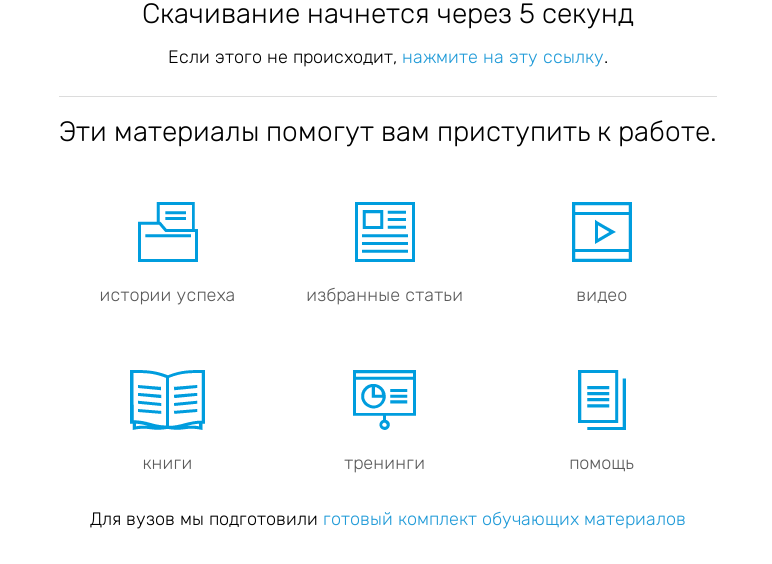 Скачивание начнется через 5 секунд
Если этого не происходит, нажмите на эту ссылку.
Эти материалы помогут вам приступить к работе.
истории успеха
избранные статьи
видео
книги
тренинги
помощь
Для вузов мы подготовили готовый комплект обучающих материалов